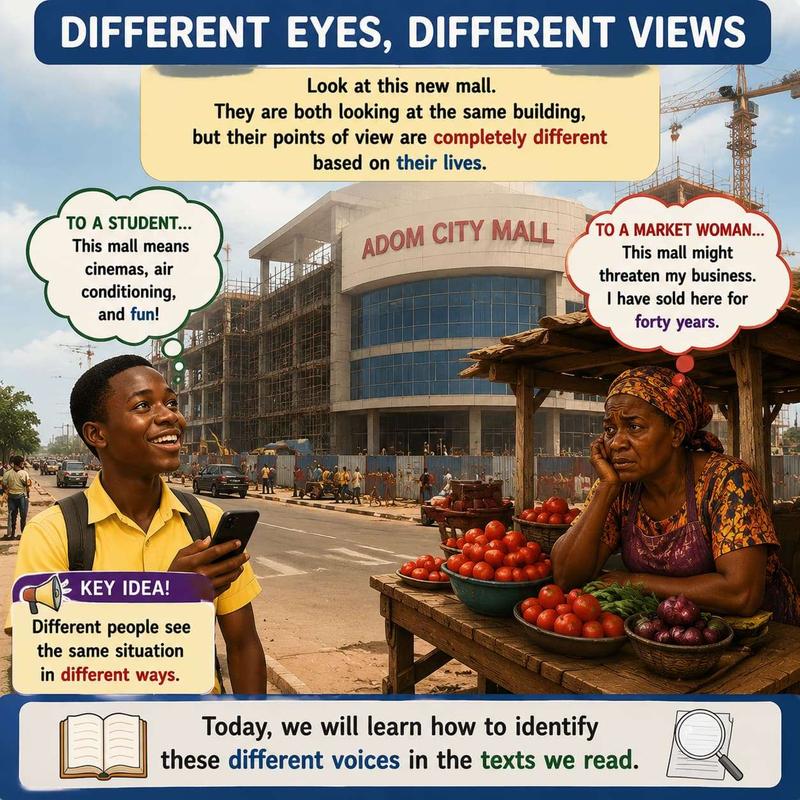 DIFFERENT EYES, DIFFERENT VIEWS
Look at this new mall.
They are both looking at the same building,
but their points of view are completely different
based on their lives.
TO A STUDENT...
This mall means
cinemas, air
conditioning,
and fun!
ADOM CITY MALL
TO A MARKET WOMAN...
This mall might
threaten my business.
I have sold here for
forty years.
KEY IDEA!
Different people see
the same situation
in different ways.
Today, we will learn how to identify
these different voices in the texts we read.